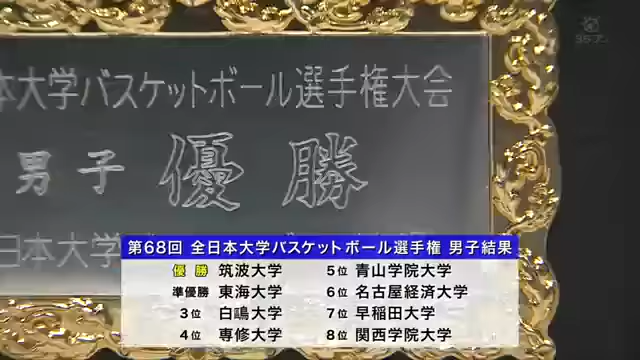 本大学バスケットボール選手権大会
男子 優勝
日本大学
第68回 全日本大学バスケットボール選手権 男子結果
優勝 筑波大学 5位 青山学院大学
準優勝 東海大学 6位 名古屋経済大学
3位 白鴎大学 7位 早稲田大学
4位 専修大学 8位 関西学院大学